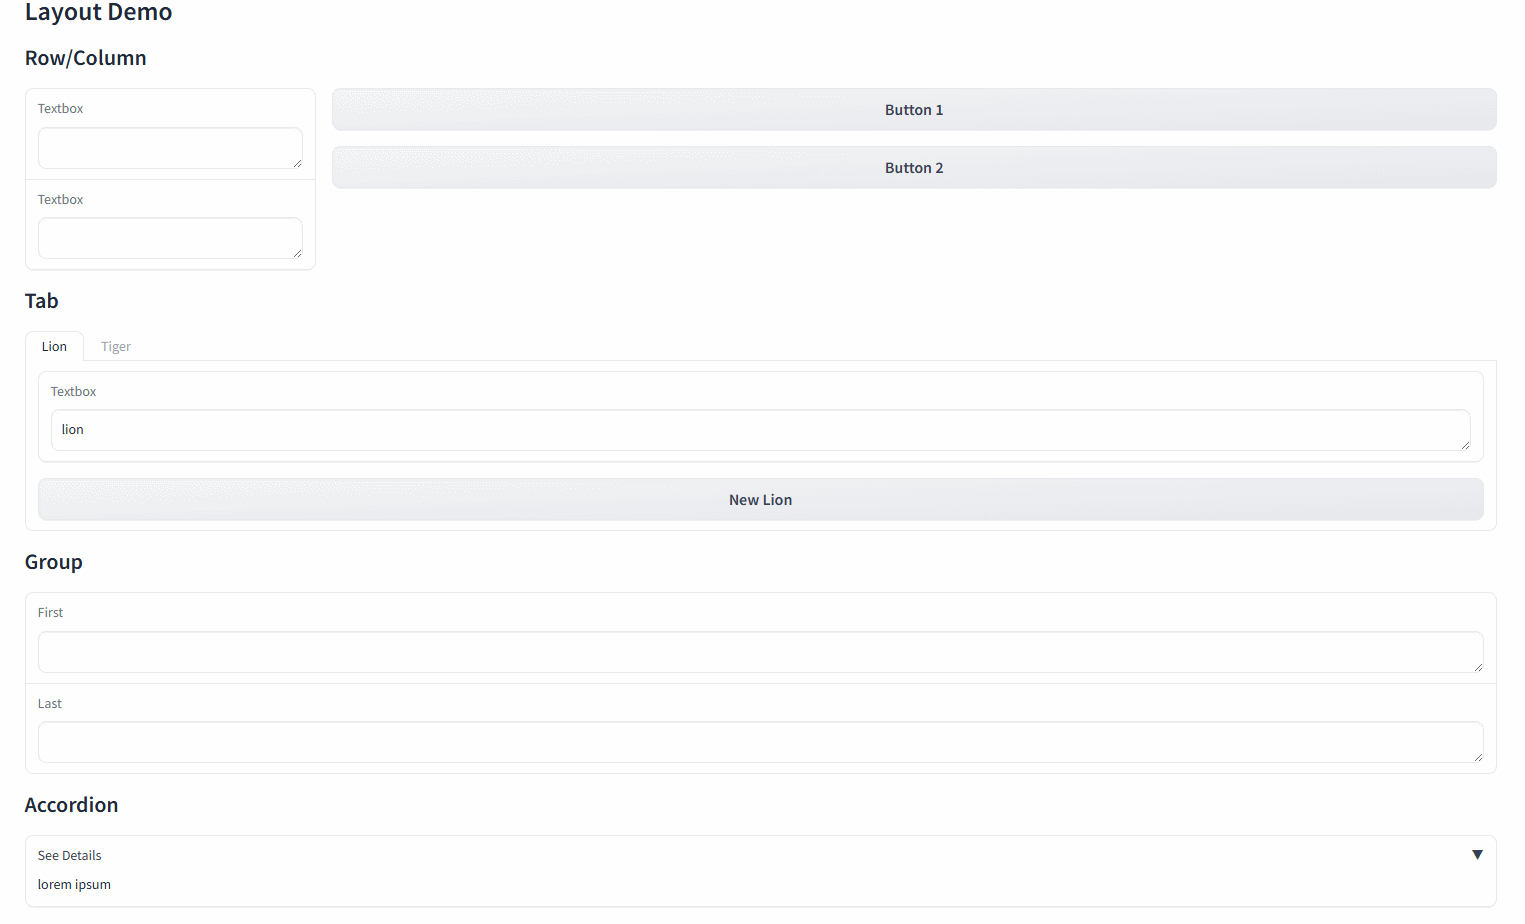 Layout Demo
Row/Column
Textbox
Textbox
Button 1
Button 2
Tab
Lion Tiger
Textbox
lion
New Lion
Group
First
Last
Accordion
See Details ▼
lorem ipsum